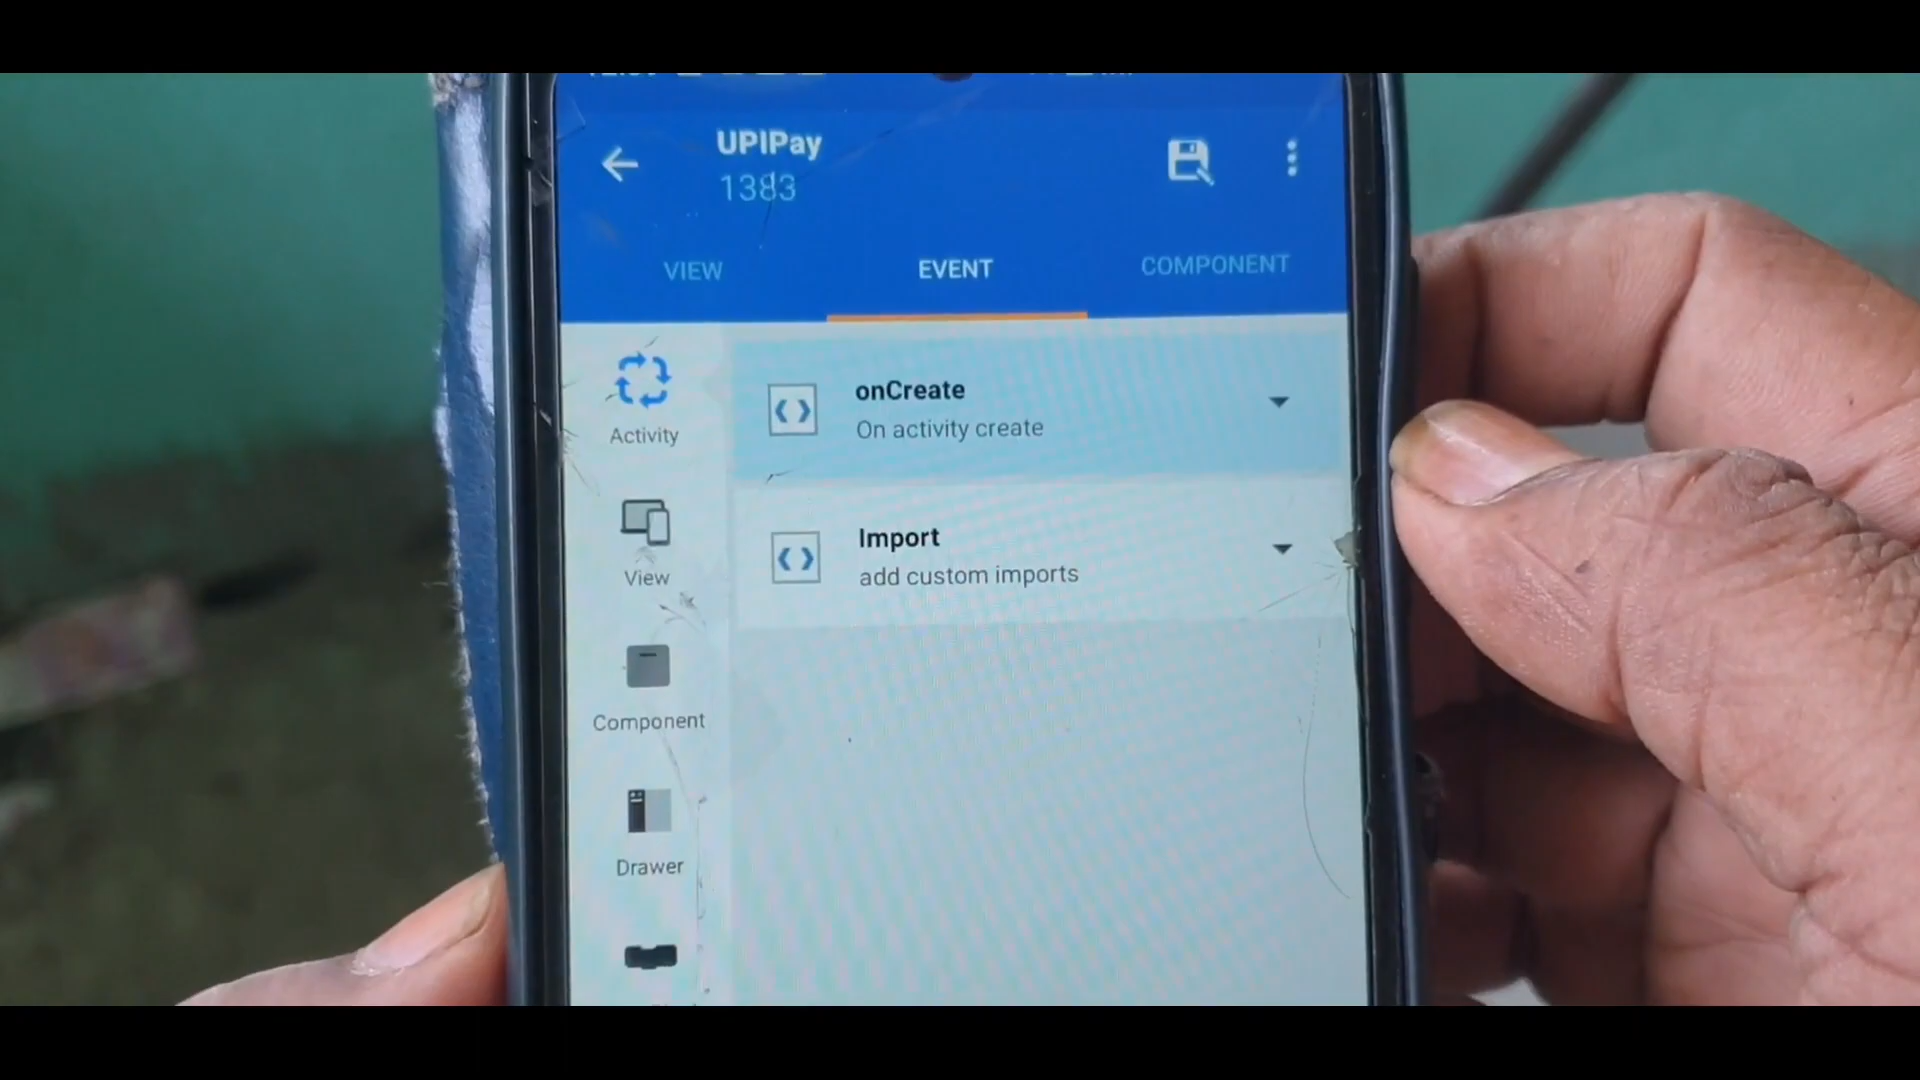 UPIPay
1383
VIEW
EVENT
COMPONENT
Activity
onCreate
On activity create
View
Import
add custom imports
Component
Drawer